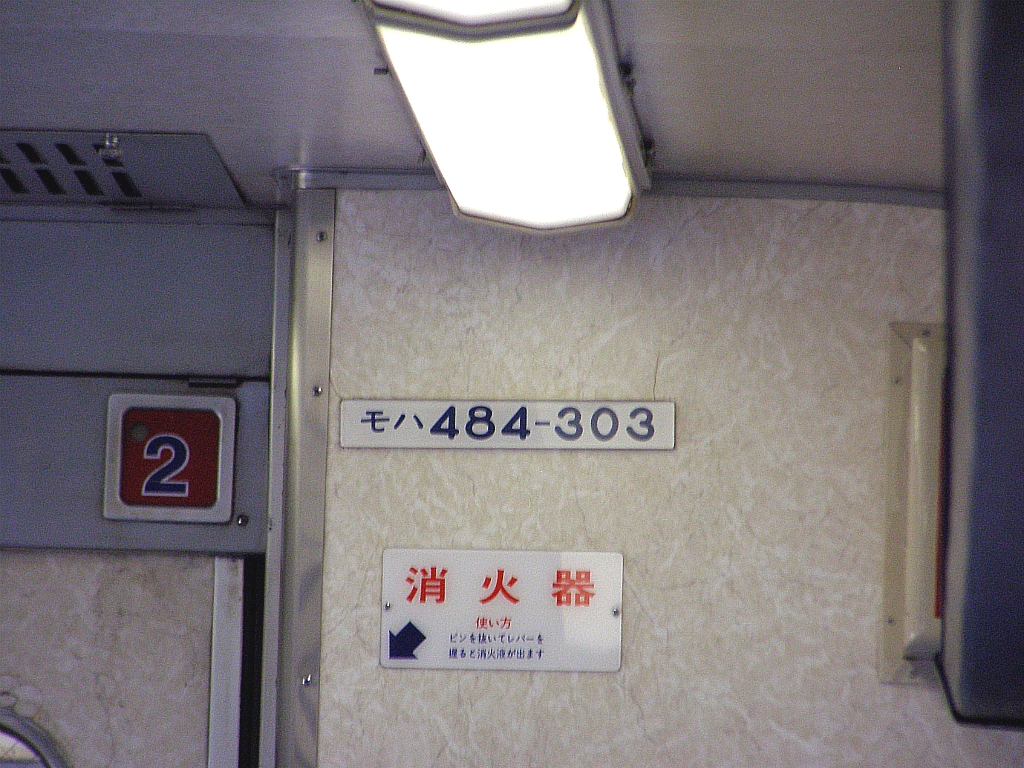 モハ484-303
2
消火器
使い方
ピンを抜いてレバーを
握ると消火液が出ます